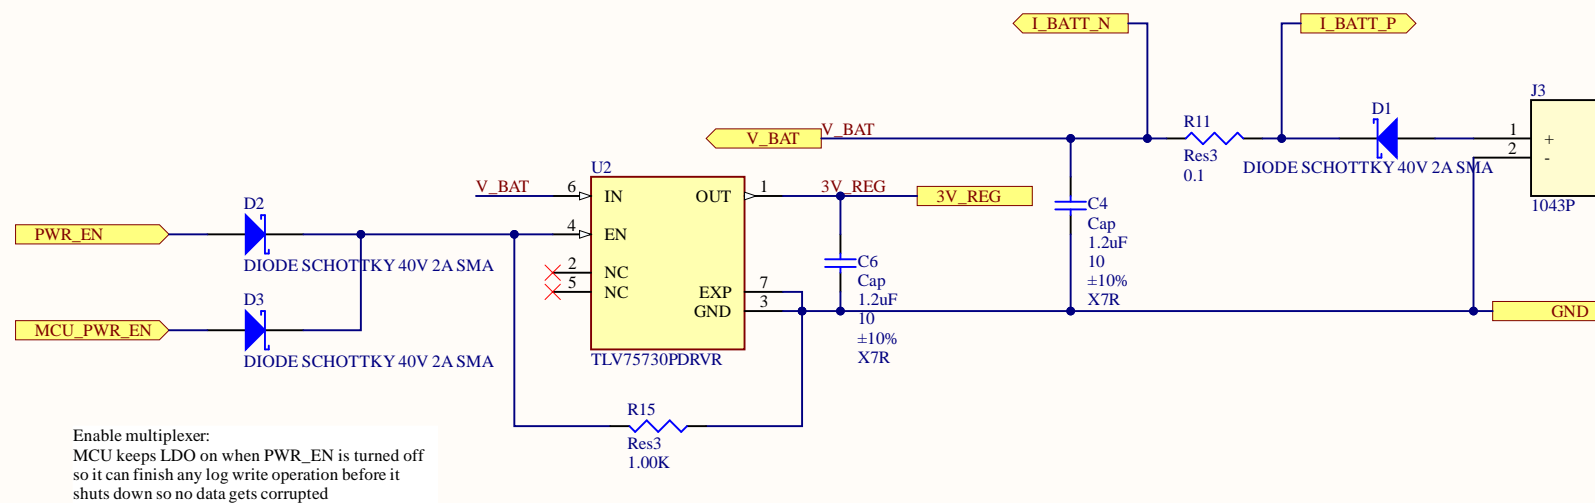 I_BATT_N
I_BATT_P
J3
D1
R11
V_BAT
V_BAT
1
+
2
-
Res3
DIODE SCHOTTKY 40V 2A SMA
0.1
1043P
U2
V_BAT
6
IN
OUT
1
3V_REG
3V_REG
C4
Cap
1.2uF
10
±10%
X7R
D2
PWR_EN
4
EN
DIODE SCHOTTKY 40V 2A SMA
2
NC
5
NC
C6
Cap
1.2uF
10
±10%
X7R
EXP
7
GND
3
GND
D3
MCU_PWR_EN
DIODE SCHOTTKY 40V 2A SMA
TLV75730PDRVR
R15
Res3
1.00K
Enable multiplexer:
MCU keeps LDO on when PWR_EN is turned off
so it can finish any log write operation before it
shuts down so no data gets corrupted